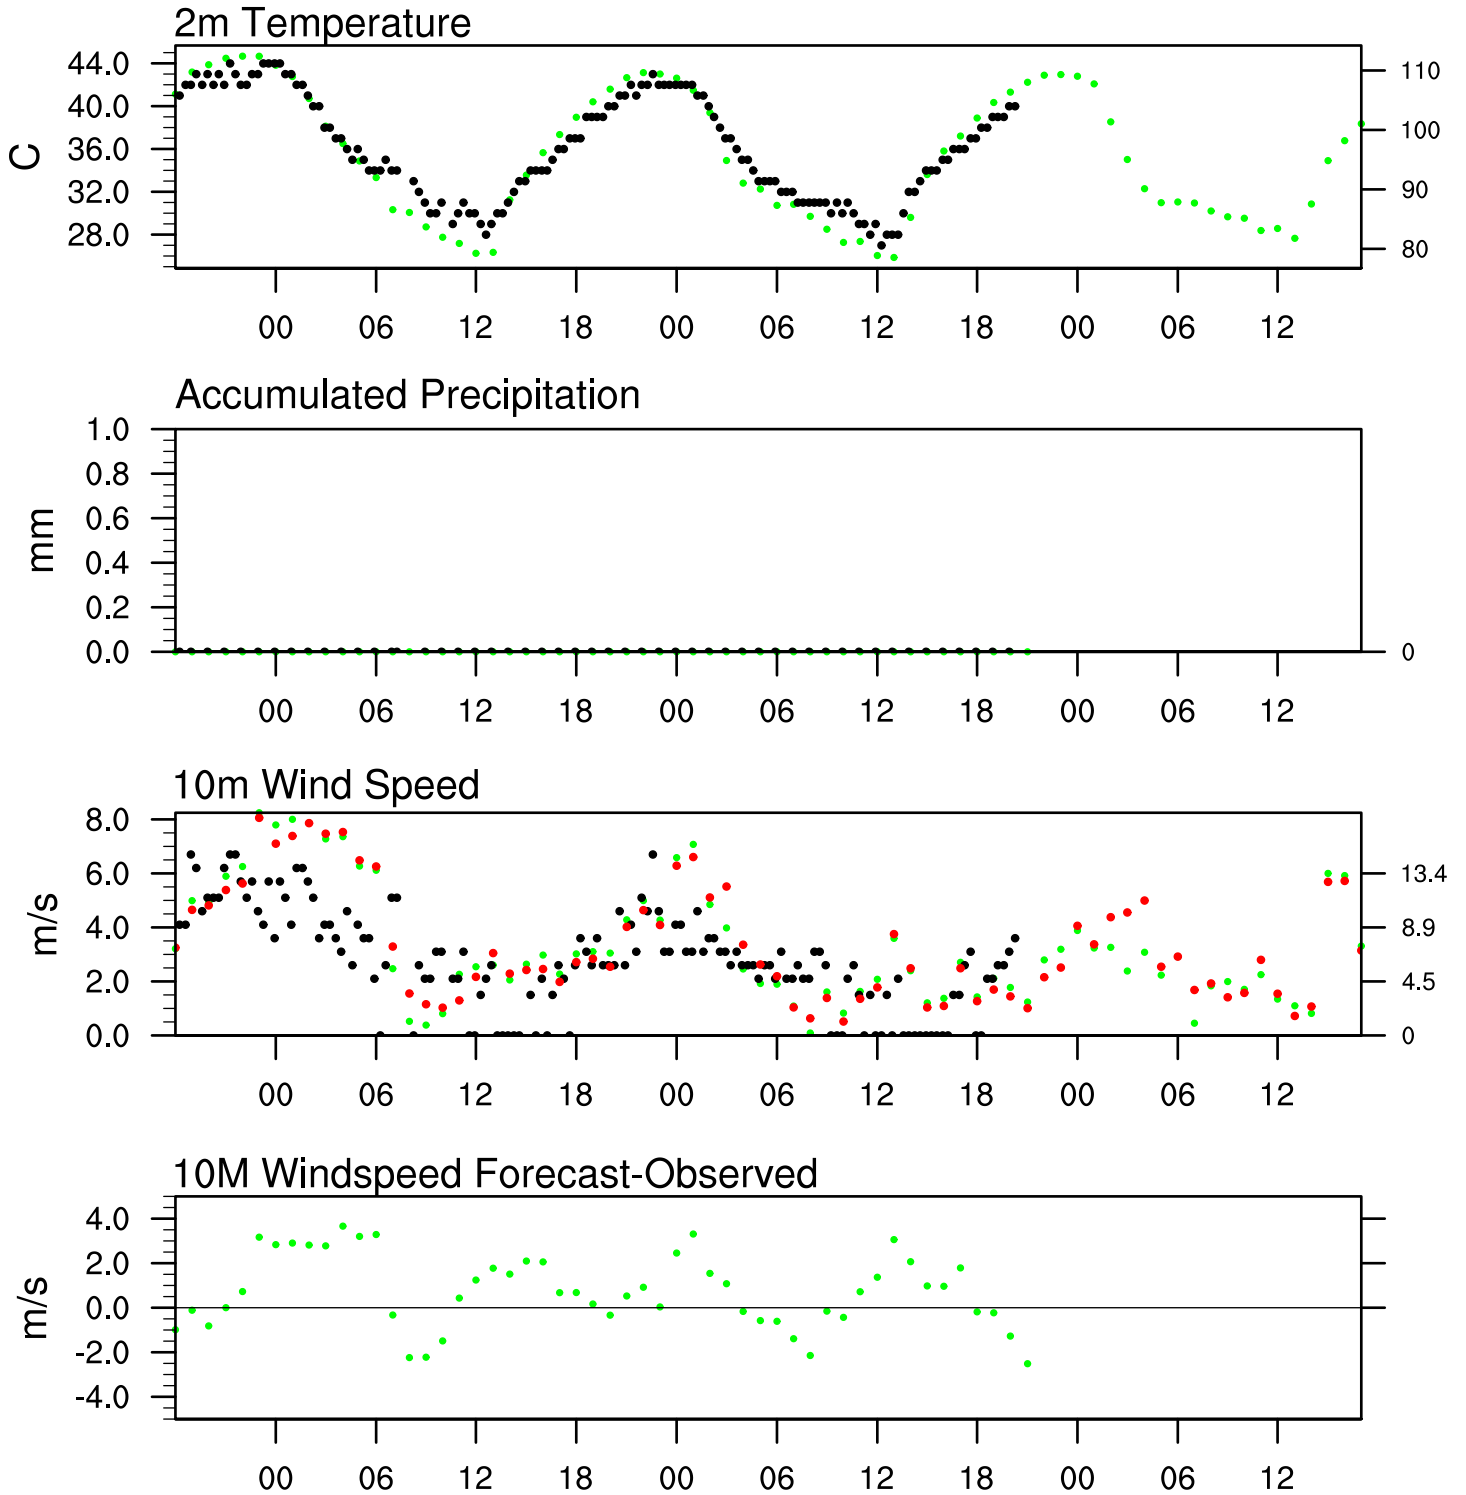 2m Temperature
44.0
40.0
36.0
32.0
28.0
C
110
100
90
80
00 06 12 18 00 06 12 18 00 06 12
Accumulated Precipitation
1.0
0.8
0.6
0.4
0.2
0.0
mm
0
00 06 12 18 00 06 12 18 00 06 12
10m Wind Speed
8.0
6.0
4.0
2.0
0.0
m/s
13.4
8.9
4.5
0
00 06 12 18 00 06 12 18 00 06 12
10M Windspeed Forecast-Observed
4.0
2.0
0.0
-2.0
-4.0
m/s
00 06 12 18 00 06 12 18 00 06 12